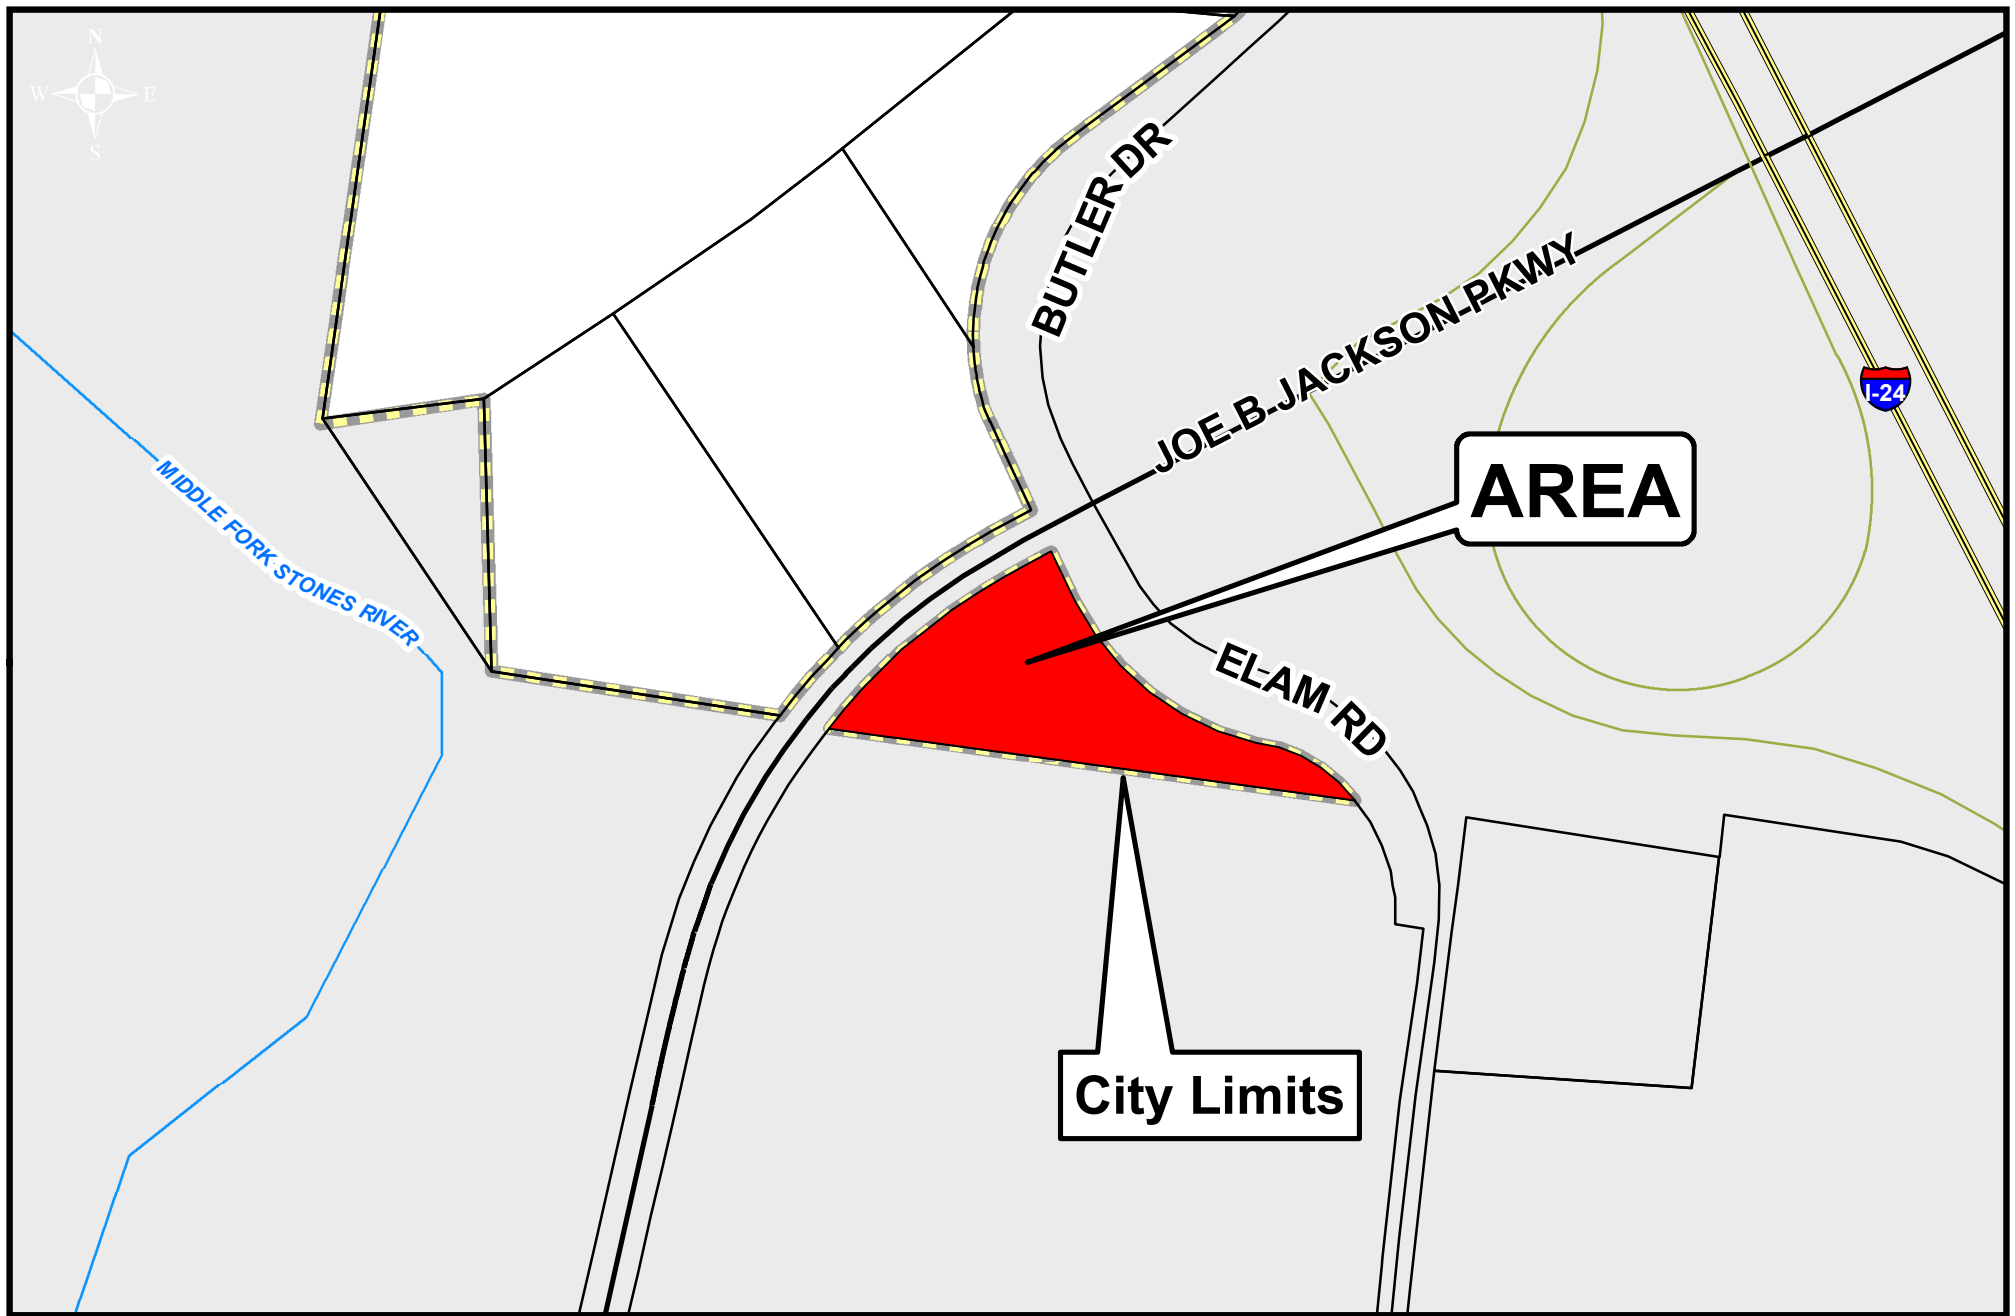 N
W E
S
BUTLER DR
JOE B JACKSON PKWY
I-24
AREA
MIDDLE FORK STONES RIVER
ELAM RD
City Limits